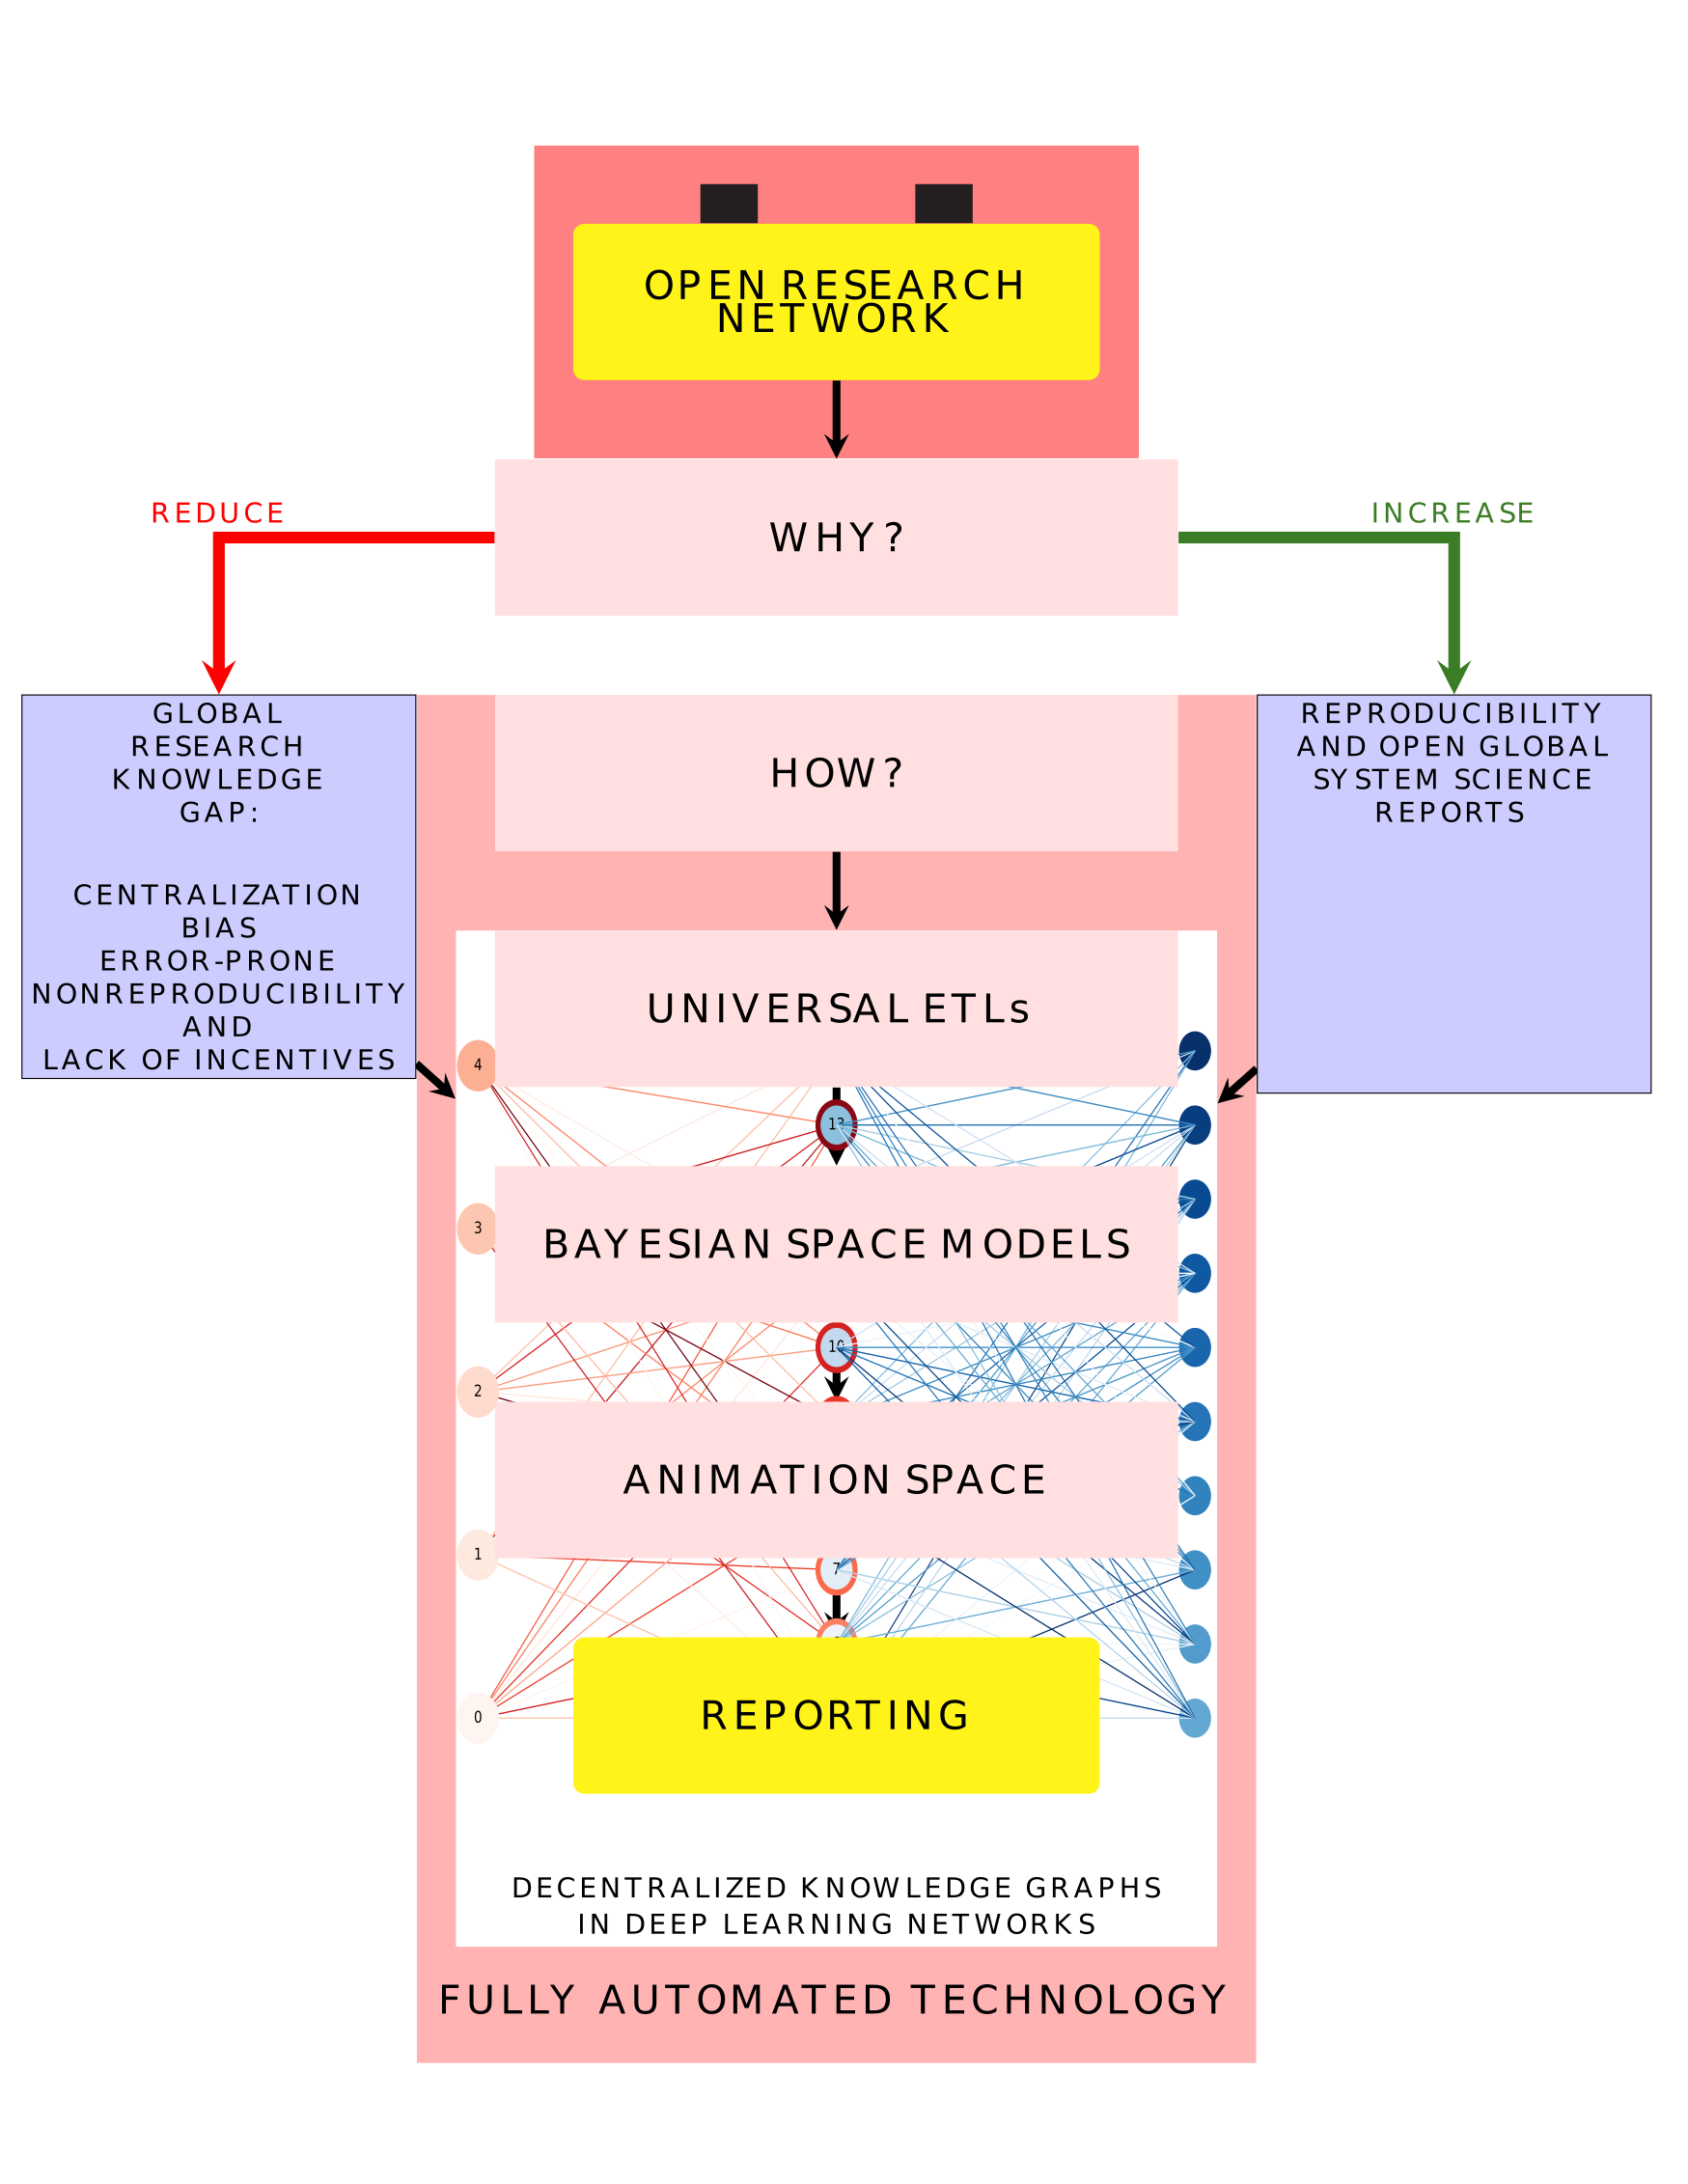 OPEN RESEARCH
NETWORK
REDUCE
INCREASE
WHY?
GLOBAL
RESEARCH
KNOWLEDGE
GAP:
CENTRALIZATION
BIAS
ERROR-PRONE
NONREPRODUCIBILITY
AND
LACK OF INCENTIVES
HOW?
REPRODUCIBILITY
AND OPEN GLOBAL
SYSTEM SCIENCE
REPORTS
UNIVERSAL ETLs
4
13
3
BAYESIAN SPACE MODELS
10
2
ANIMATION SPACE
1
7
0
REPORTING
DECENTRALIZED KNOWLEDGE GRAPHS
IN DEEP LEARNING NETWORKS
FULLY AUTOMATED TECHNOLOGY